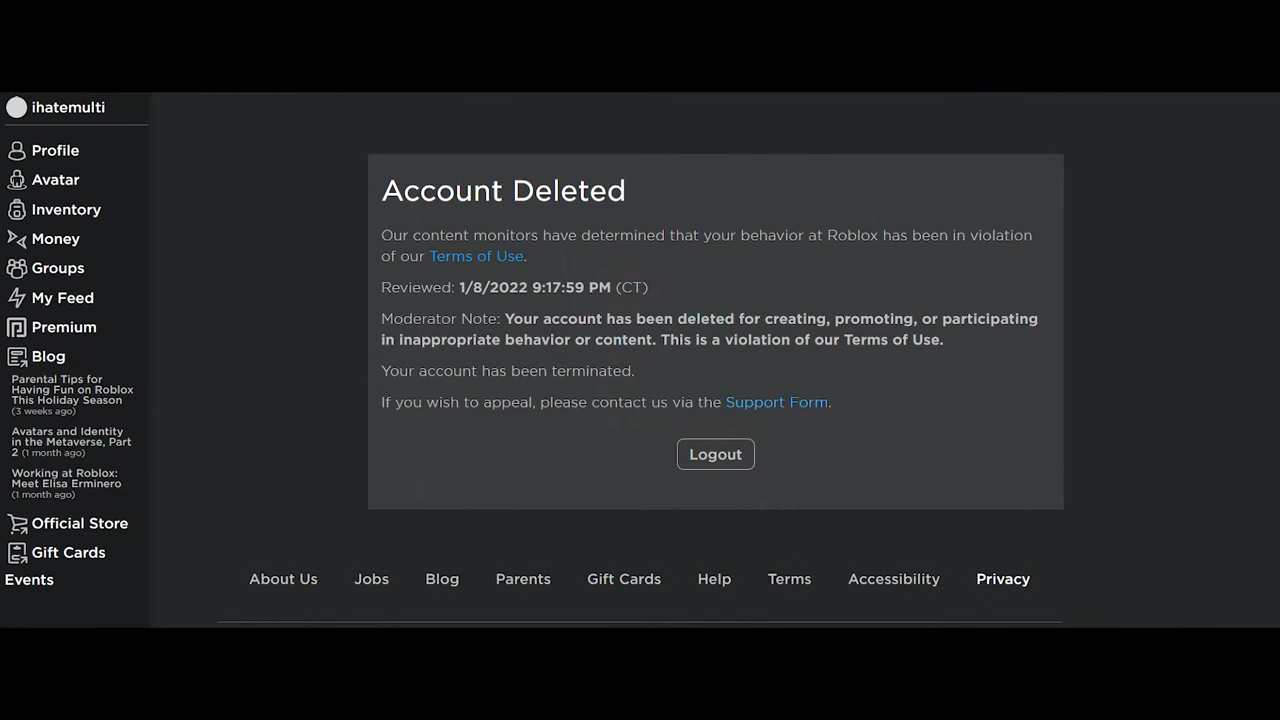 ihatemulti
Profile
Avatar
Inventory
Money
Groups
My Feed
Premium
Blog
Parental Tips for
Having Fun on Roblox
This Holiday Season
(3 weeks ago)
Avatars and Identity
in the Metaverse, Part
2 (1 month ago)
Working at Roblox:
Meet Elisa Erminero
(1 month ago)
Official Store
Gift Cards
Events
Account Deleted
Our content monitors have determined that your behavior at Roblox has been in violation
of our Terms of Use.
Reviewed: 1/8/2022 9:17:59 PM (CT)
Moderator Note: Your account has been deleted for creating, promoting, or participating
in inappropriate behavior or content. This is a violation of our Terms of Use.
Your account has been terminated.
If you wish to appeal, please contact us via the Support Form.
Logout
About Us Jobs Blog Parents Gift Cards Help Terms Accessibility Privacy